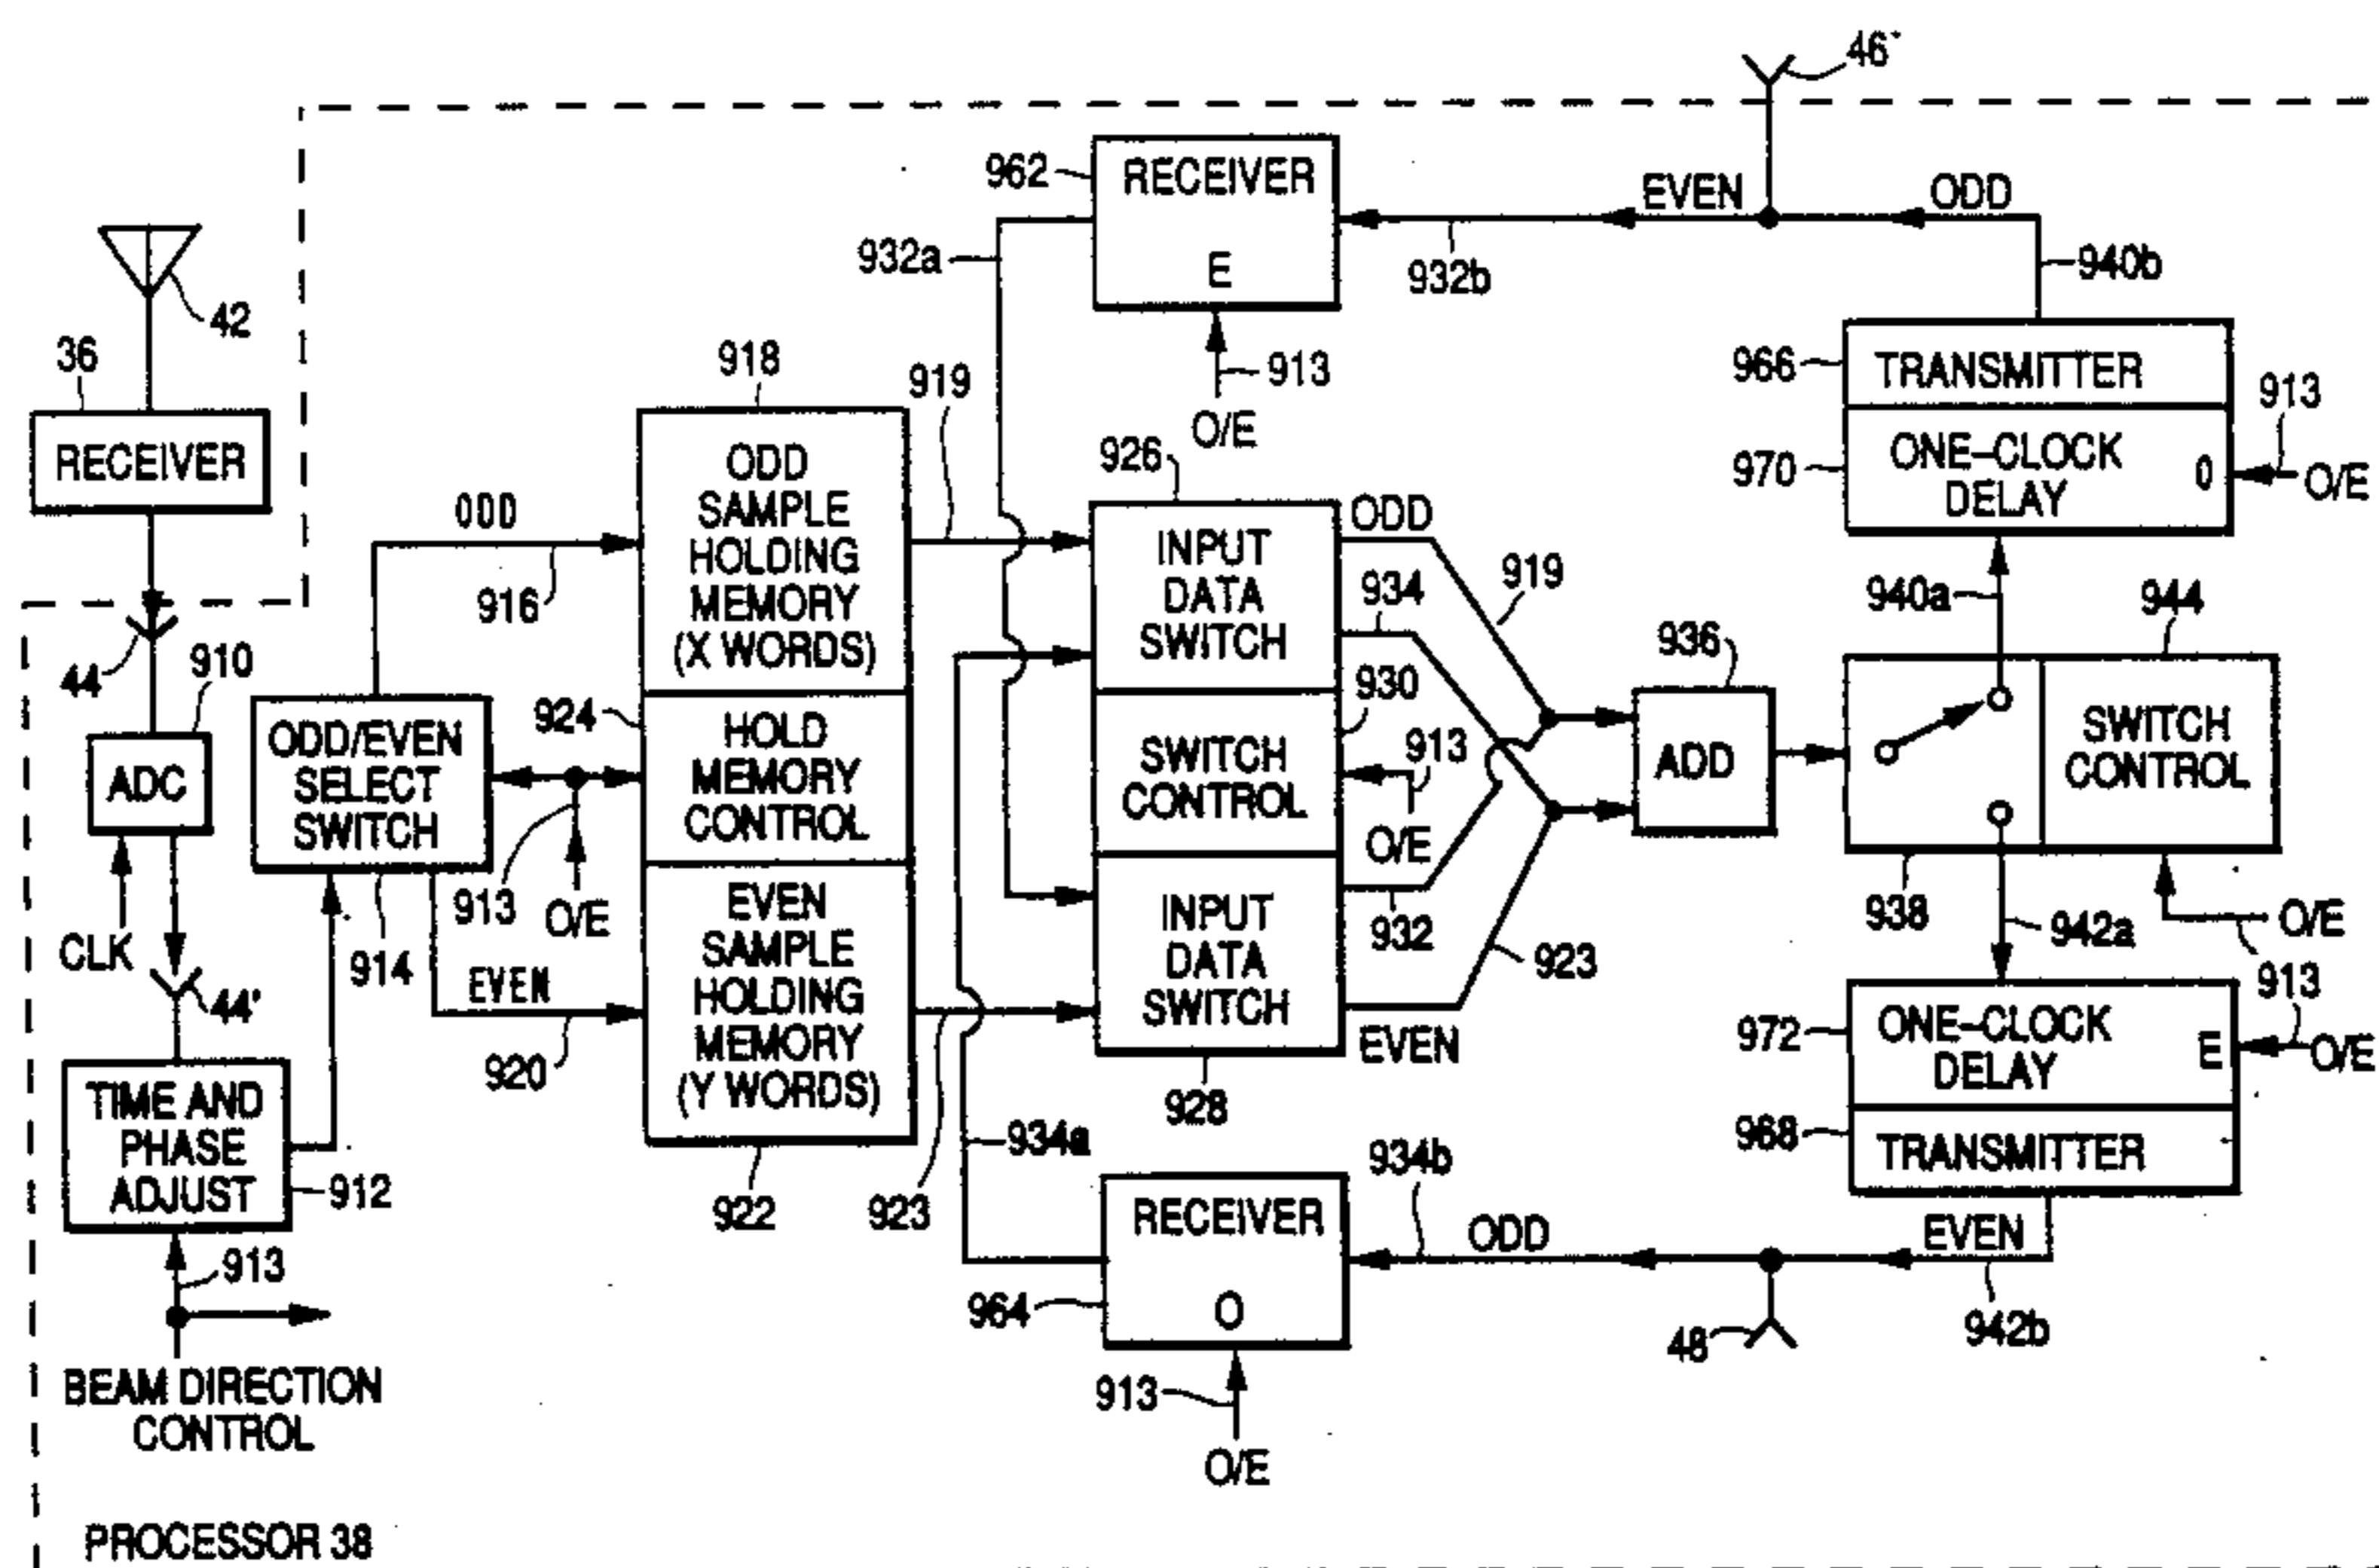 46'
962
RECEIVER
E
EVEN
ODD
932a
932b
940b
42
36
RECEIVER
918
919
913
O/E
966
TRANSMITTER
913
970
ONE-CLOCK
DELAY
0
O/E
ODD
916
ODD
SAMPLE
HOLDING
MEMORY
(X WORDS)
926
INPUT
DATA
SWITCH
ODD
919
934
936
940a
944
44
910
ADC
CLK
44'
ODD/EVEN
SELECT
SWITCH
914
924
HOLD
MEMORY
CONTROL
913
O/E
930
SWITCH
CONTROL
913
O/E
ADD
SWITCH
CONTROL
938
942a
O/E
913
EVEN
920
EVEN
SAMPLE
HOLDING
MEMORY
(Y WORDS)
922
923
INPUT
DATA
SWITCH
928
932
923
EVEN
972
ONE-CLOCK
DELAY
E
O/E
968
TRANSMITTER
TIME AND
PHASE
ADJUST
912
913
BEAM DIRECTION
CONTROL
934a
934b
RECEIVER
O
964
ODD
EVEN
48
942b
913
O/E
PROCESSOR 38